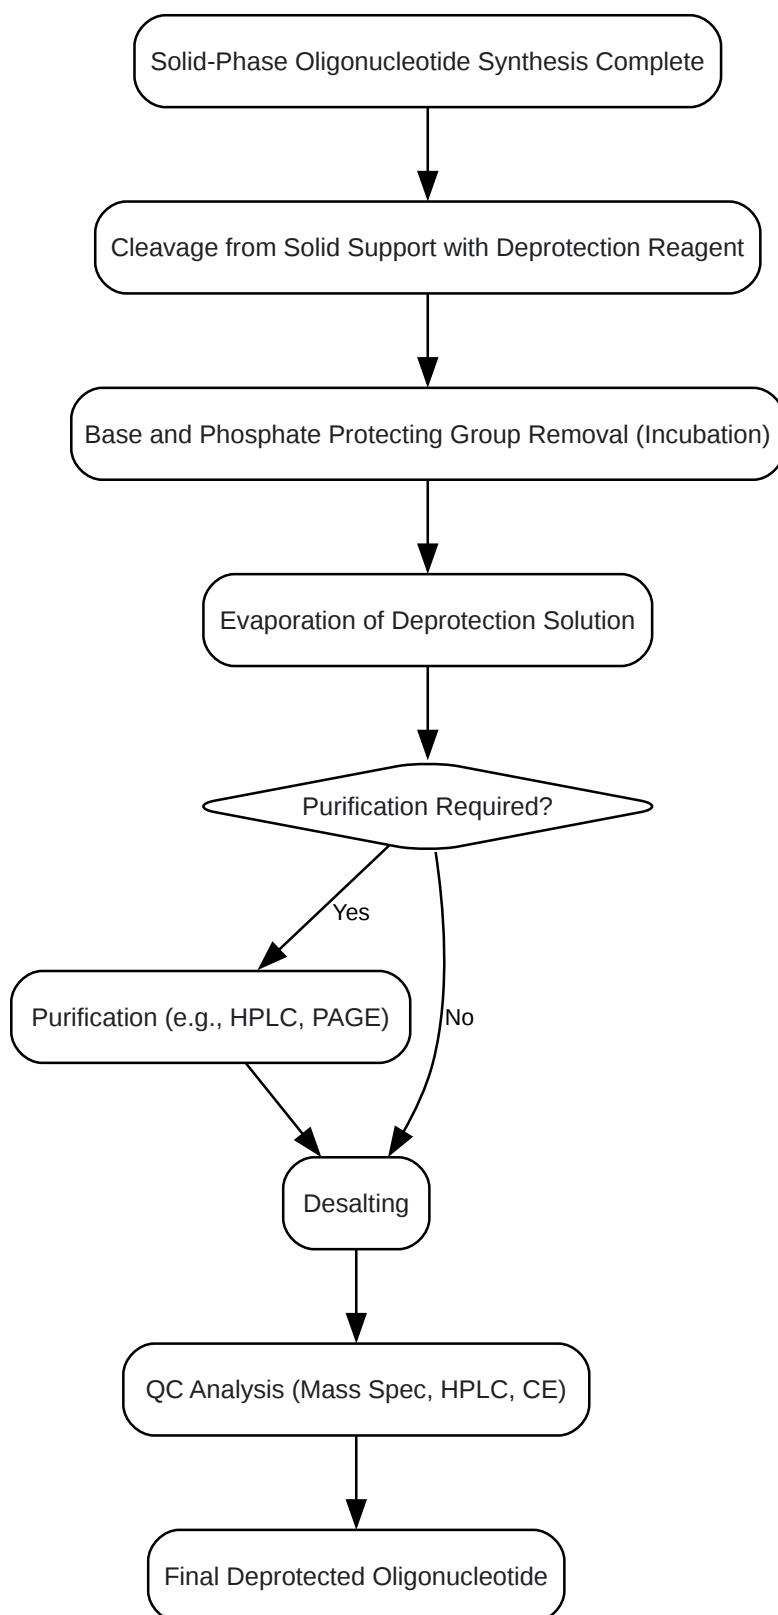 Solid-Phase Oligonucleotide Synthesis Complete
Cleavage from Solid Support with Deprotection Reagent
Base and Phosphate Protecting Group Removal (Incubation)
Evaporation of Deprotection Solution
Purification Required?
Yes
Purification (e.g., HPLC, PAGE)
No
Desalting
QC Analysis (Mass Spec, HPLC, CE)
Final Deprotected Oligonucleotide